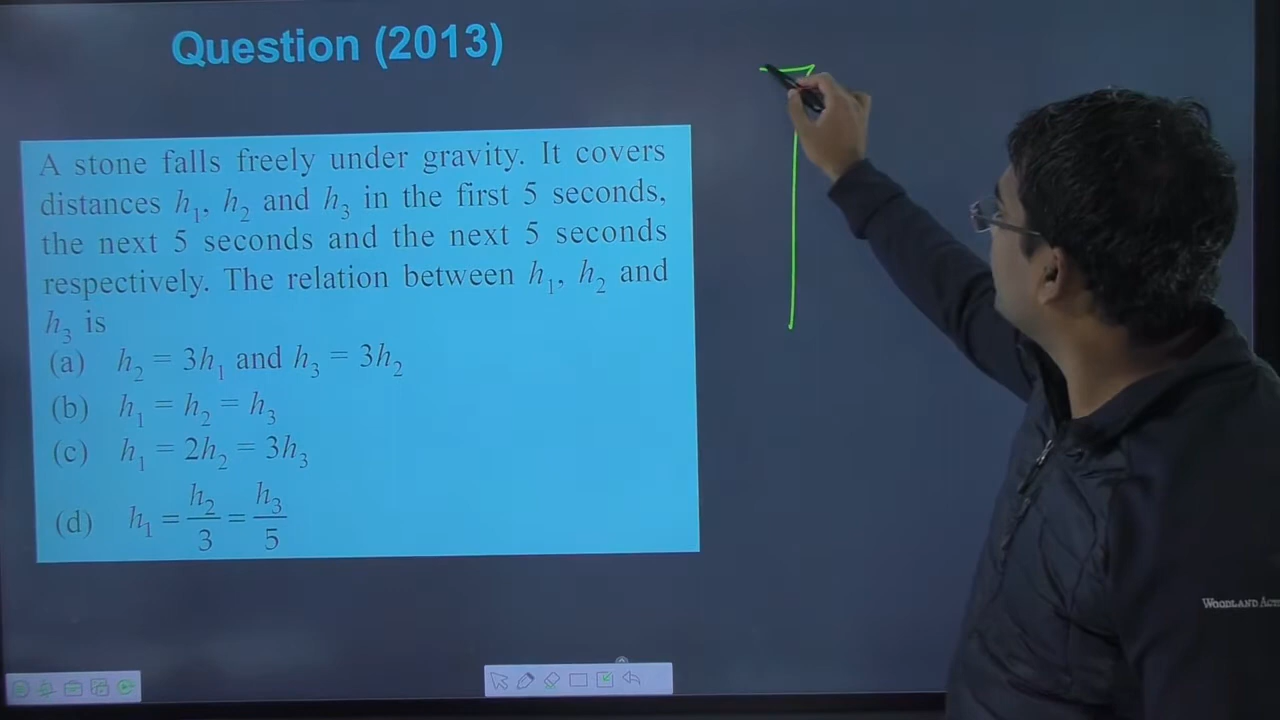 Question (2013)
A stone falls freely under gravity. It covers
distances h₁, h₂ and h₃ in the first 5 seconds,
the next 5 seconds and the next 5 seconds
respectively. The relation between h₁, h₂ and
h₃ is
(a) h₂ = 3h₁ and h₃ = 3h₂
(b) h₁ = h₂ = h₃
(c) h₁ = 2h₂ = 3h₃
(d) h₁ = h₂/3 = h₃/5
WOODLAND